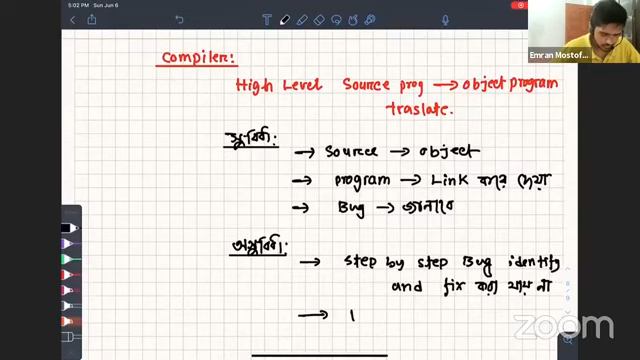 5:02 PM Sun Jun 6
Emran Mostof...
Compiler:
High Level Source prog → object program
traslate.
সুবিধা:
→ Source → object
→ program → Link করে দেয়া
→ Bug → জানাবে
অসুবিধা:
→ Step by step Bug identify
and fix করা যায় না
→ 1
zoom